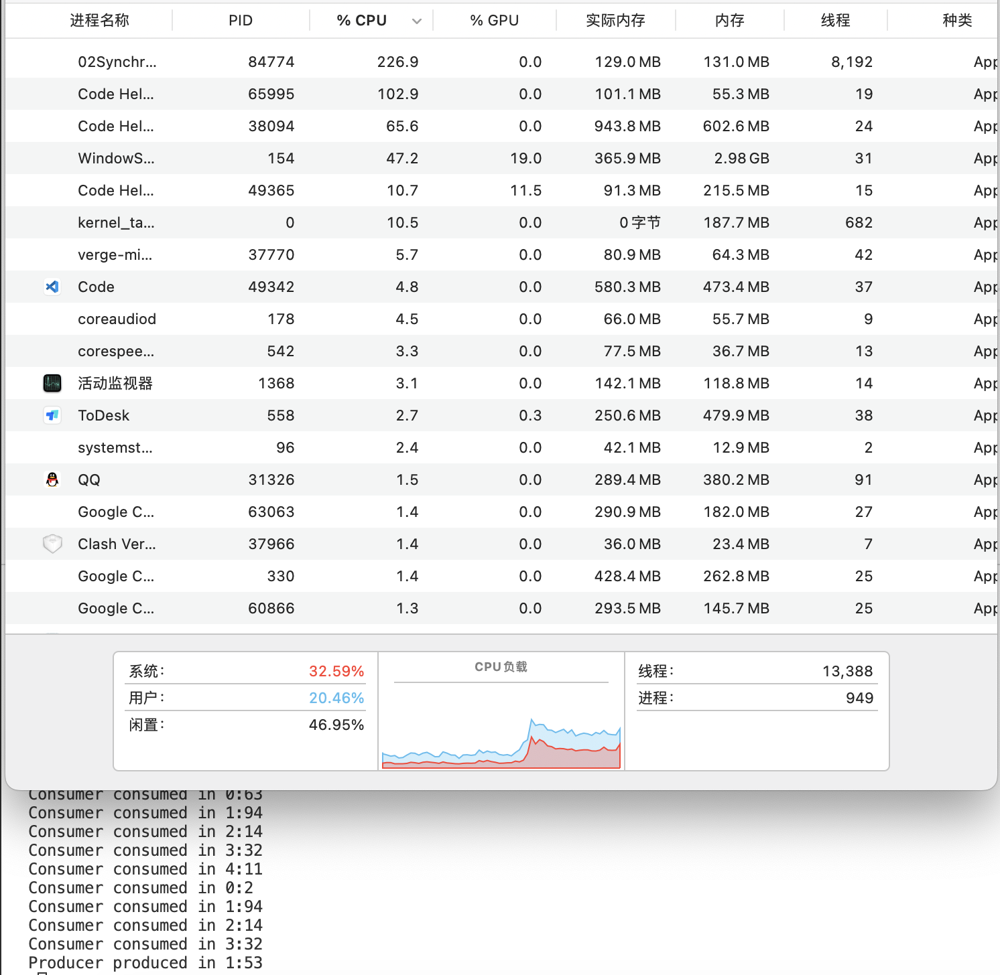 进程名称 PID % CPU % GPU 实际内存 内存 线程 种类
02Synchr... 84774 226.9 0.0 129.0 MB 131.0 MB 8,192 App
Code Hel... 65995 102.9 0.0 101.1 MB 55.3 MB 19 App
Code Hel... 38094 65.6 0.0 943.8 MB 602.6 MB 24 App
WindowS... 154 47.2 19.0 365.9 MB 2.98 GB 31 App
Code Hel... 49365 10.7 11.5 91.3 MB 215.5 MB 15 App
kernel_ta... 0 10.5 0.0 0 字节 187.7 MB 682 App
verge-mi... 37770 5.7 0.0 80.9 MB 64.3 MB 42 App
Code 49342 4.8 0.0 580.3 MB 473.4 MB 37 App
coreaudiod 178 4.5 0.0 66.0 MB 55.7 MB 9 App
corespee... 542 3.3 0.0 77.5 MB 36.7 MB 13 App
活动监视器 1368 3.1 0.0 142.1 MB 118.8 MB 14 App
ToDesk 558 2.7 0.3 250.6 MB 479.9 MB 38 App
systemst... 96 2.4 0.0 42.1 MB 12.9 MB 2 App
QQ 31326 1.5 0.0 289.4 MB 380.2 MB 91 App
Google C... 63063 1.4 0.0 290.9 MB 182.0 MB 27 App
Clash Ver... 37966 1.4 0.0 36.0 MB 23.4 MB 7 App
Google C... 330 1.4 0.0 428.4 MB 262.8 MB 25 App
Google C... 60866 1.3 0.0 293.5 MB 145.7 MB 25 App
系统： 32.59%
用户： 20.46%
闲置： 46.95%
CPU负载
线程： 13,388
进程： 949
Consumer consumed in 0:63
Consumer consumed in 1:94
Consumer consumed in 2:14
Consumer consumed in 3:32
Consumer consumed in 4:11
Consumer consumed in 0:2
Consumer consumed in 1:94
Consumer consumed in 2:14
Consumer consumed in 3:32
Producer produced in 1:53